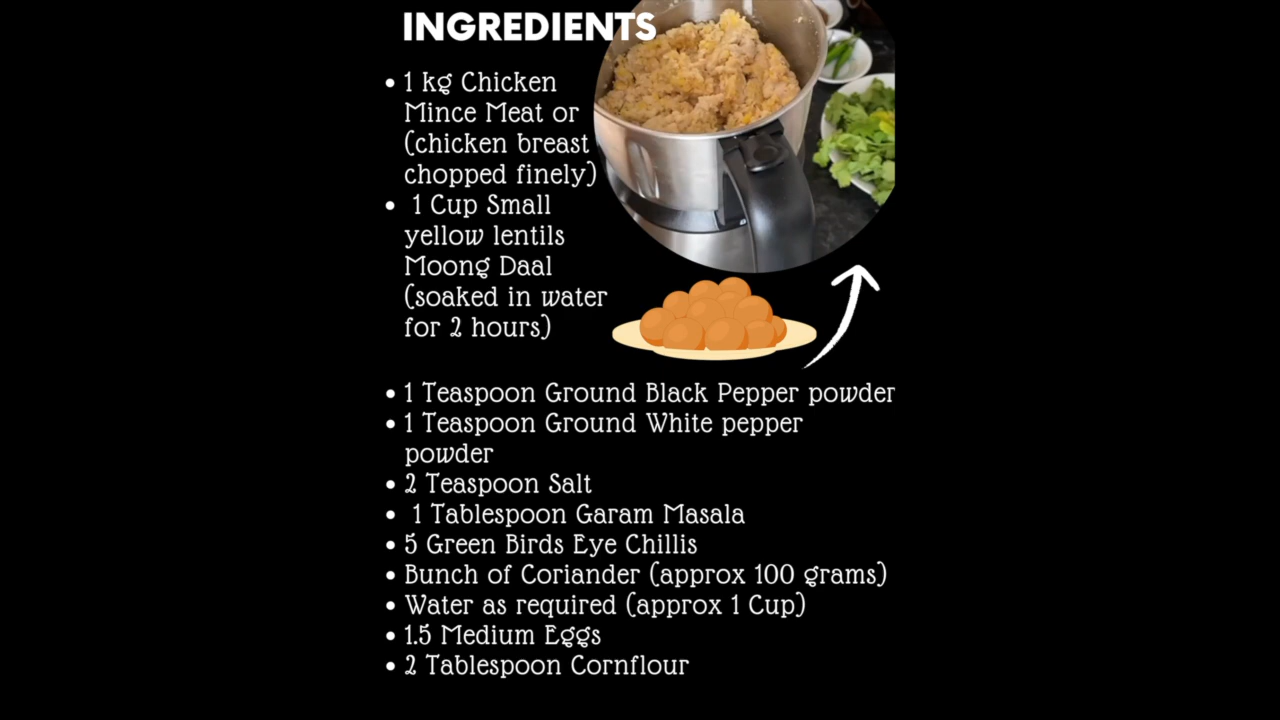 INGREDIENTS
• 1 kg Chicken
Mince Meat or
(chicken breast
chopped finely)
• 1 Cup Small
yellow lentils
Moong Daal
(soaked in water
for 2 hours)
• 1 Teaspoon Ground Black Pepper powder
• 1 Teaspoon Ground White pepper
powder
• 2 Teaspoon Salt
• 1 Tablespoon Garam Masala
• 5 Green Birds Eye Chillis
• Bunch of Coriander (approx 100 grams)
• Water as required (approx 1 Cup)
• 1.5 Medium Eggs
• 2 Tablespoon Cornflour